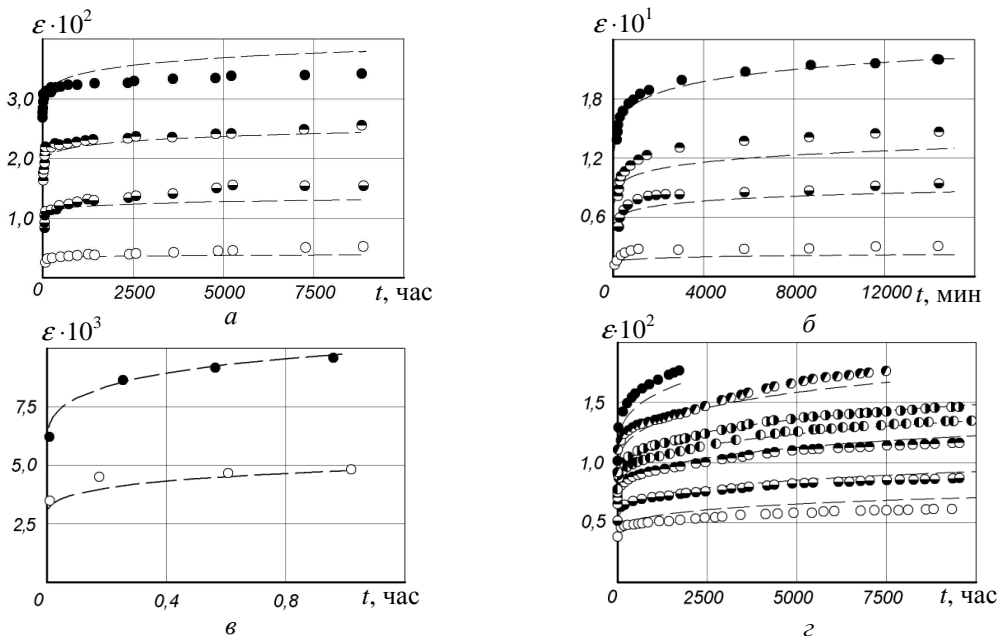 ε·10²
3,0
2,0
1,0
0 2500 5000 7500 t, час
а
ε·10¹
1,8
1,2
0,6
0 4000 8000 12000 t, мин
б
ε·10³
7,5
5,0
2,5
0 0,4 0,8 t, час
в
ε·10²
1,5
1,0
0,5
0 2500 5000 7500 t, час
г